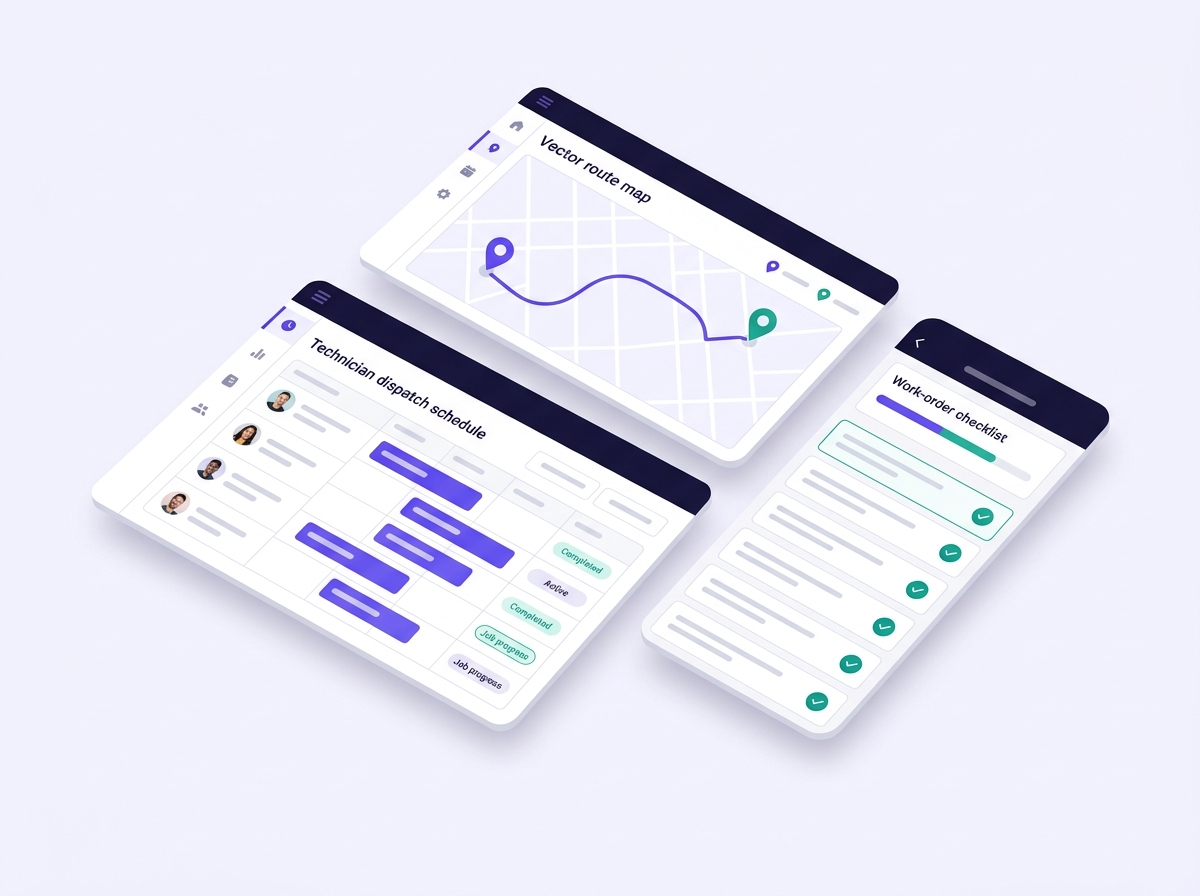 Vector route map
Technician dispatch schedule
Completed
Active
Completed
Job progress
Job progress
Work-order checklist